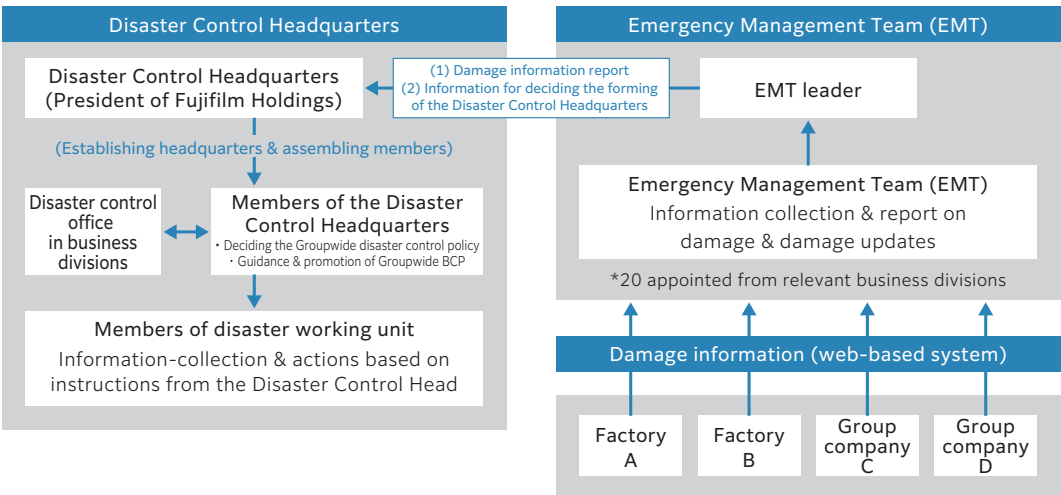 Disaster Control Headquarters
Disaster Control Headquarters
(President of Fujifilm Holdings)
(Establishing headquarters & assembling members)
Disaster control
office
in business
divisions
Members of the Disaster
Control Headquarters
・Deciding the Groupwide disaster control policy
・Guidance & promotion of Groupwide BCP
Members of disaster working unit
Information-collection & actions based on
instructions from the Disaster Control Head
(1) Damage information report
(2) Information for deciding the forming
of the Disaster Control Headquarters
Emergency Management Team (EMT)
EMT leader
Emergency Management Team (EMT)
Information collection & report on
damage & damage updates
*20 appointed from relevant business divisions
Damage information (web-based system)
Factory
A
Factory
B
Group
company
C
Group
company
D